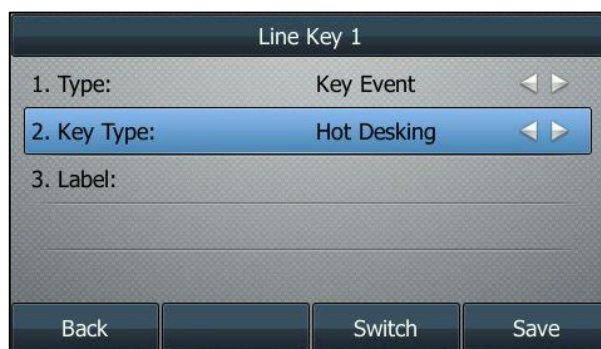 Line Key 1
1. Type: Key Event
2. Key Type: Hot Desking
3. Label:
Back Switch Save